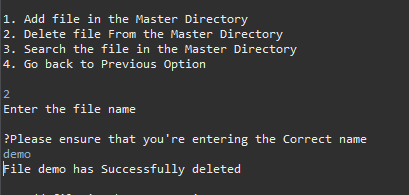 1. Add file in the Master Directory
2. Delete file From the Master Directory
3. Search the file in the Master Directory
4. Go back to Previous Option
2
Enter the file name
?Please ensure that you're entering the Correct name
demo
File demo has Successfully deleted